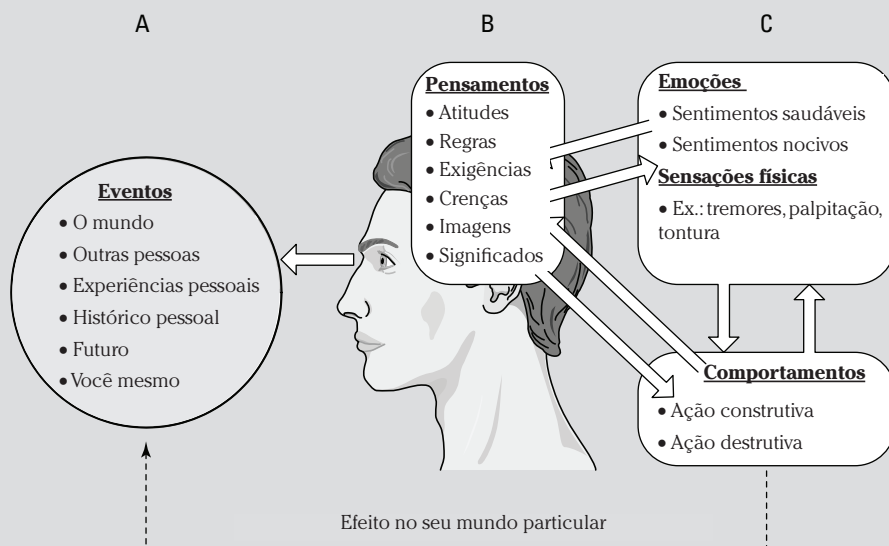 A
B
C
Eventos
• O mundo
• Outras pessoas
• Experiências pessoais
• Histórico pessoal
• Futuro
• Você mesmo
Pensamentos
• Atitudes
• Regras
• Exigências
• Crenças
• Imagens
• Significados
Emoções
• Sentimentos saudáveis
• Sentimentos nocivos
Sensações físicas
• Ex.: tremores, palpitação,
tontura
Comportamentos
• Ação construtiva
• Ação destrutiva
Efeito no seu mundo particular